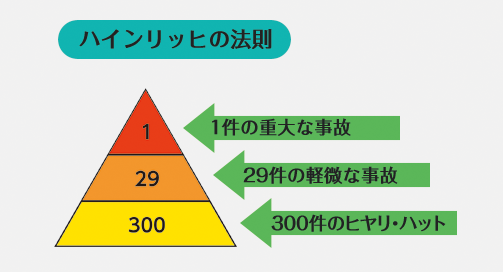 ハインリッヒの法則
1
1件の重大な事故
29
29件の軽微な事故
300
300件のヒヤリ・ハット